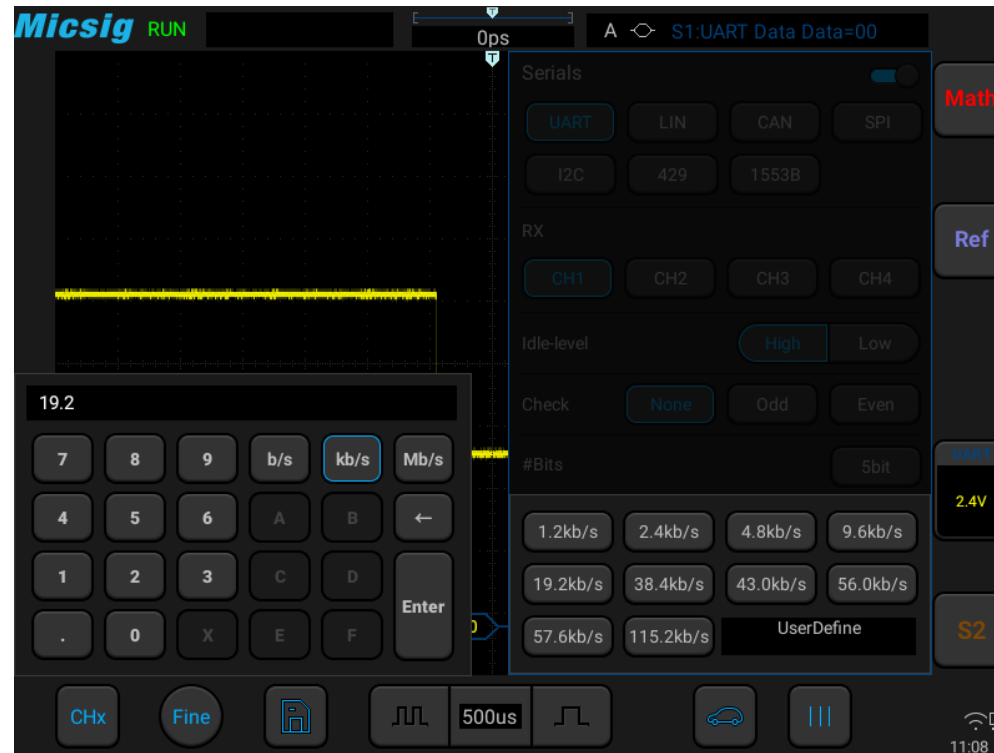 Micsig RUN
T
0ps
A S1:UART Data Data=00
T
Serials
UART LIN CAN SPI
I2C 429 1553B
RX
CH1 CH2 CH3 CH4
Idle-level High Low
Check None Odd Even
#Bits 5bit
Math
Ref
UART
2.4V
S2
19.2
7 8 9 b/s kb/s Mb/s
4 5 6 A B ←
1 2 3 C D Enter
. 0 X E F
1.2kb/s 2.4kb/s 4.8kb/s 9.6kb/s
19.2kb/s 38.4kb/s 43.0kb/s 56.0kb/s
57.6kb/s 115.2kb/s UserDefine
CHx Fine 500us
11:08